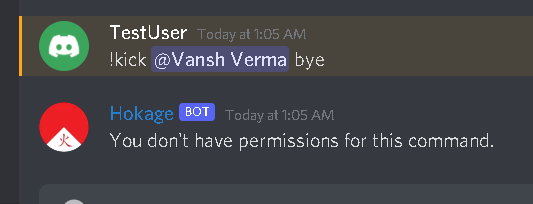 TestUser Today at 1:05 AM
!kick @Vansh Verma bye
火 Hokage BOT Today at 1:05 AM
You don't have permissions for this command.